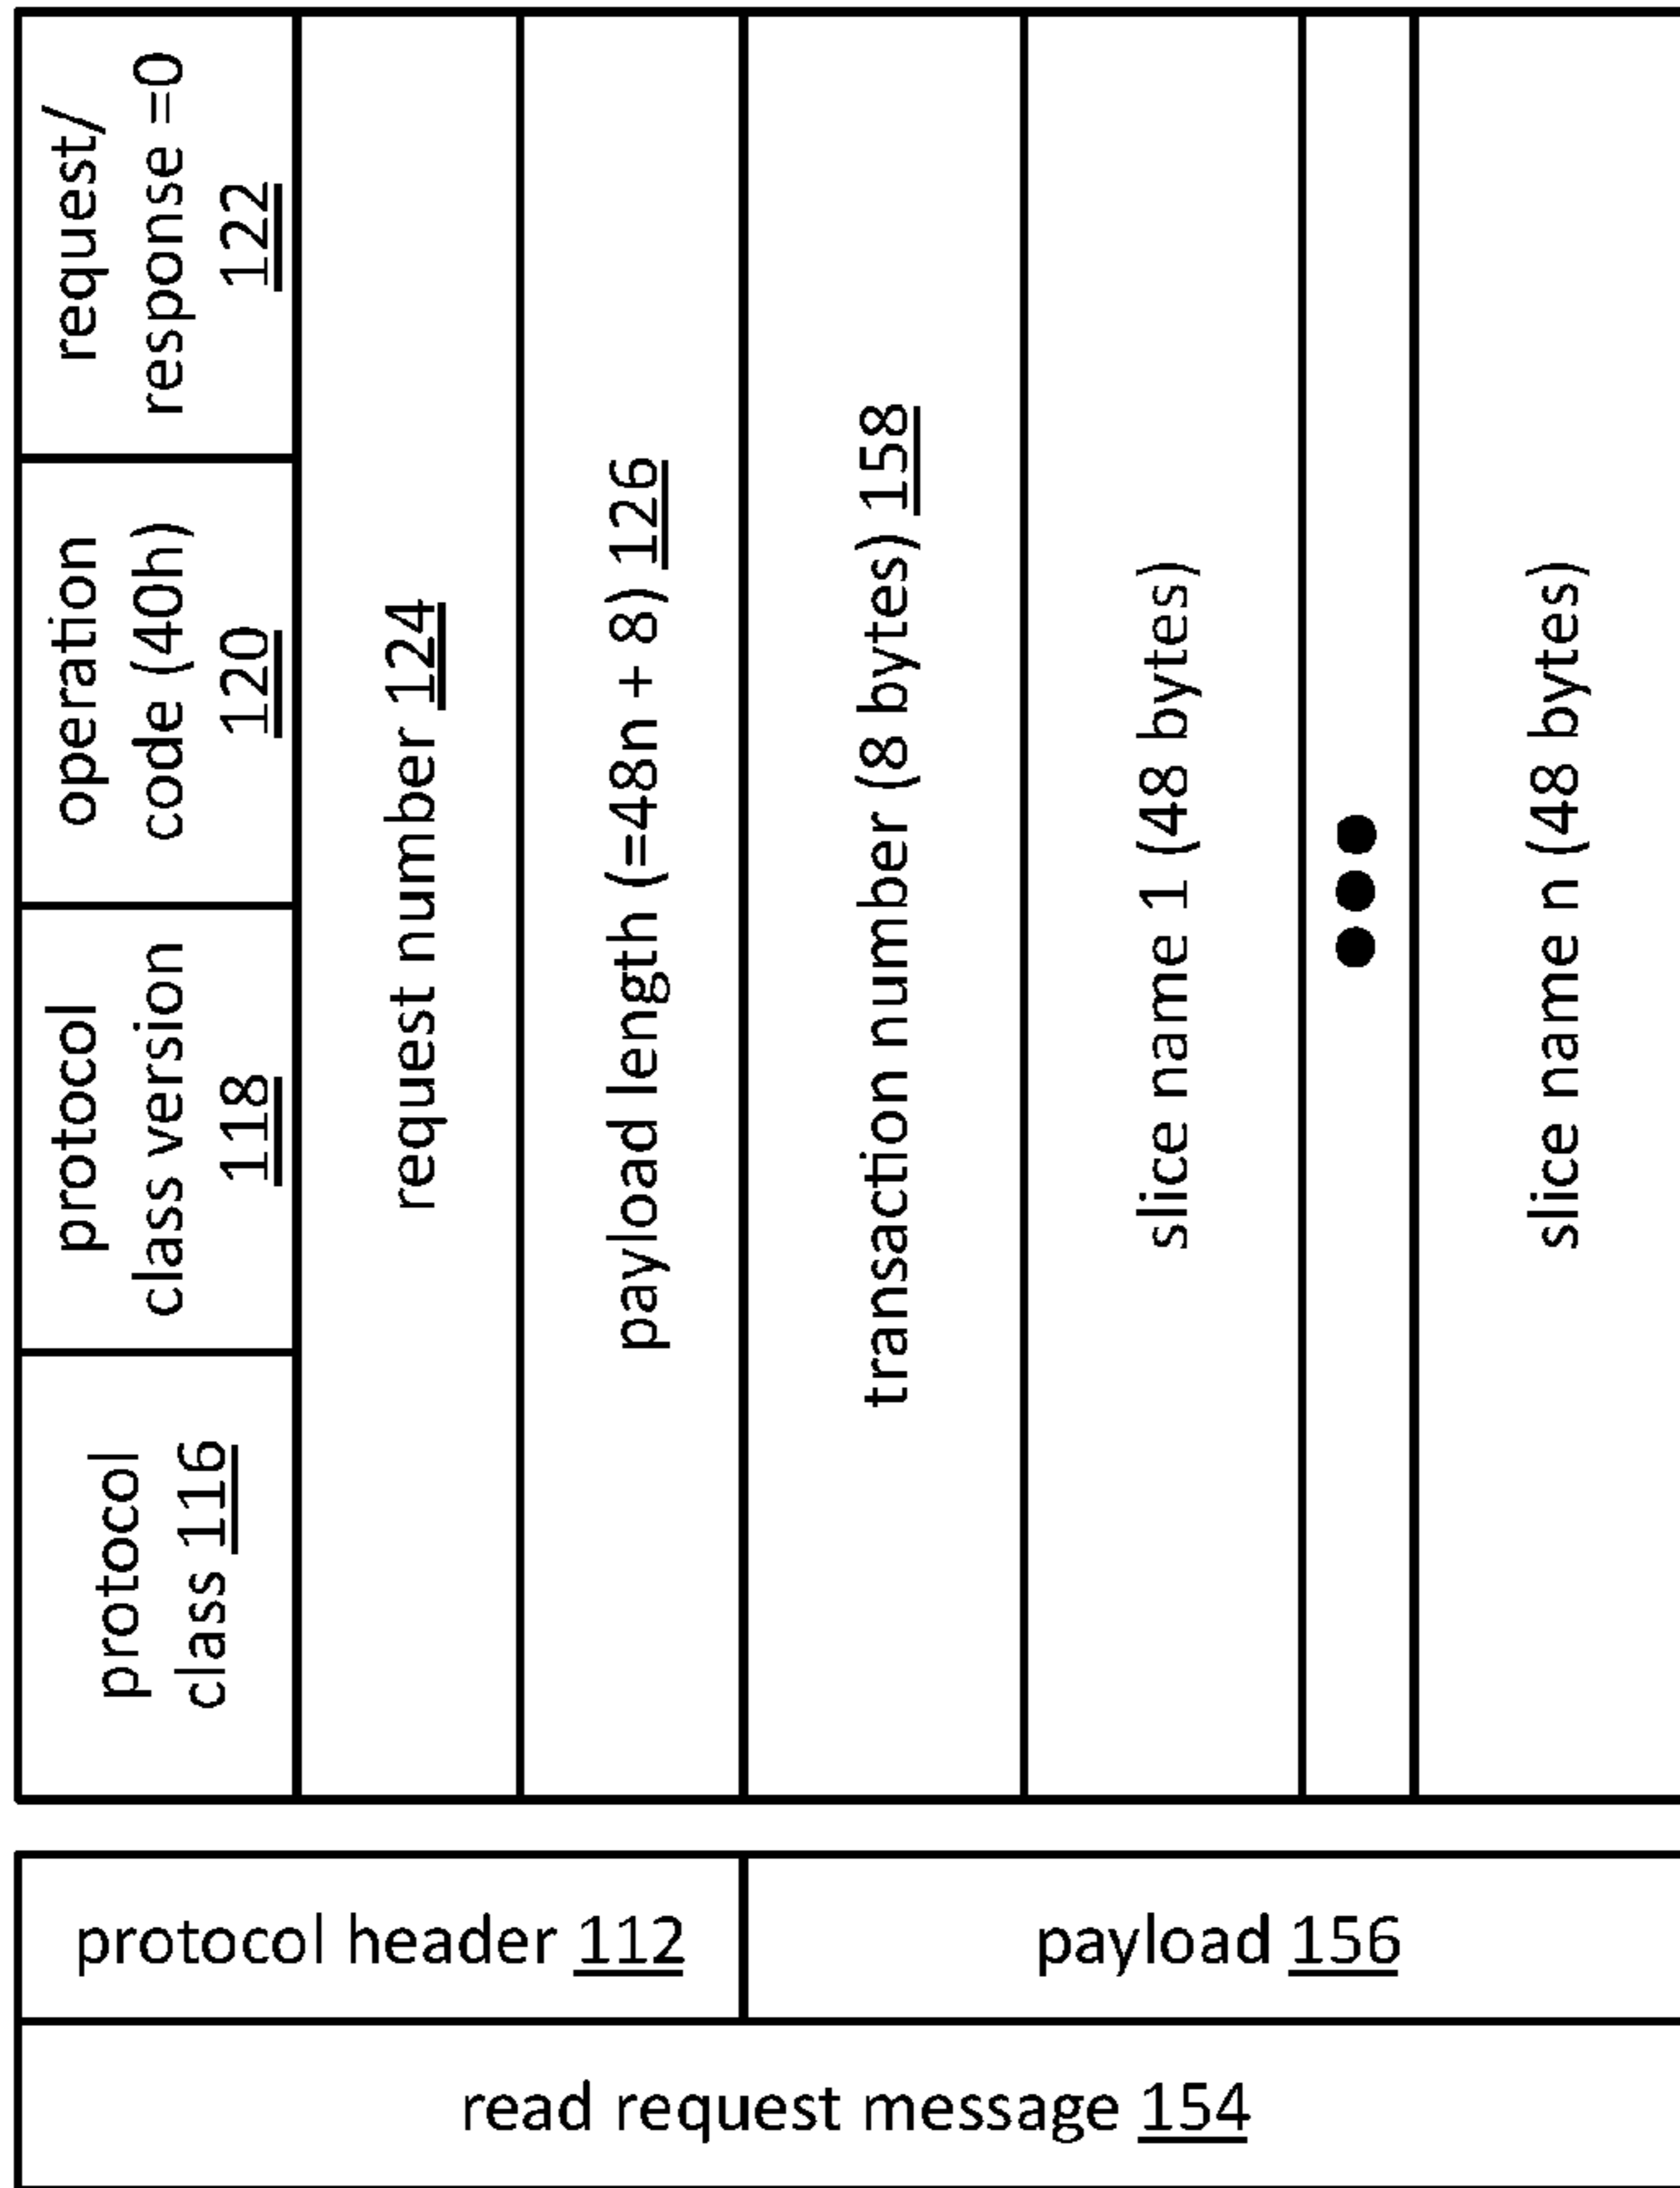 read request message 154
protocol header 112
payload 156
protocol
class 116
protocol
class version
118
operation
code (40h)
120
request/
response =0
122
request number 124
payload length (=48n + 8) 126
transaction number (8 bytes) 158
slice name 1 (48 bytes)
slice name n (48 bytes)